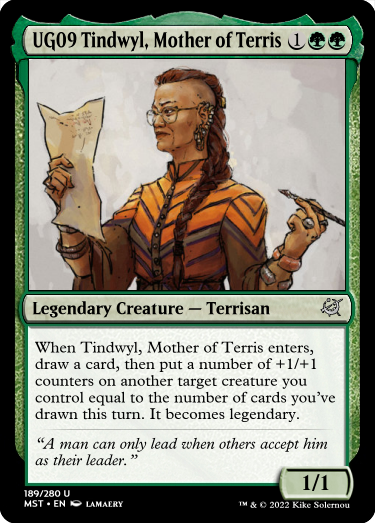 UG09 Tindwyl, Mother of Terris 1
Legendary Creature — Terrisan
When Tindwyl, Mother of Terris enters,
draw a card, then put a number of +1/+1
counters on another target creature you
control equal to the number of cards you've
drawn this turn. It becomes legendary.
“A man can only lead when others accept him
as their leader.”
1/1
189/280 U
MST • EN LAMAERY
™ & © 2022 Kike Solernou